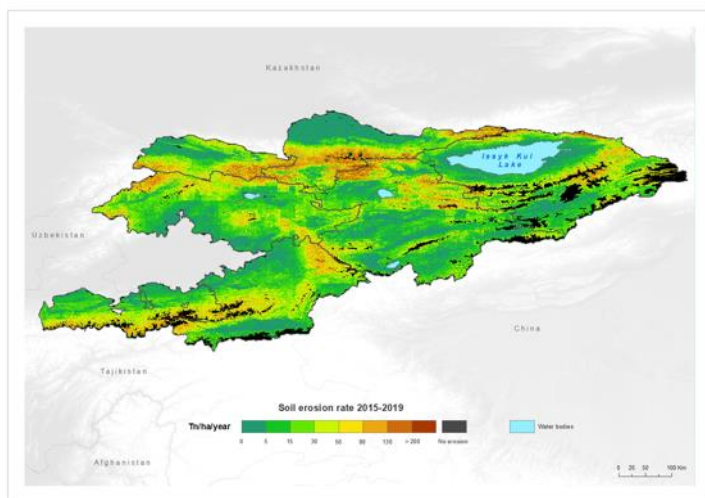 Kazakhstan
Issyk Kul
Lake
Uzbekistan
China
Tajikistan
Soil erosion rate 2015-2019
Tn/ha/year
Water bodies
0 5 15 30 50 80 120 > 200 No erosion
Afghanistan
0 25 50 100 Km